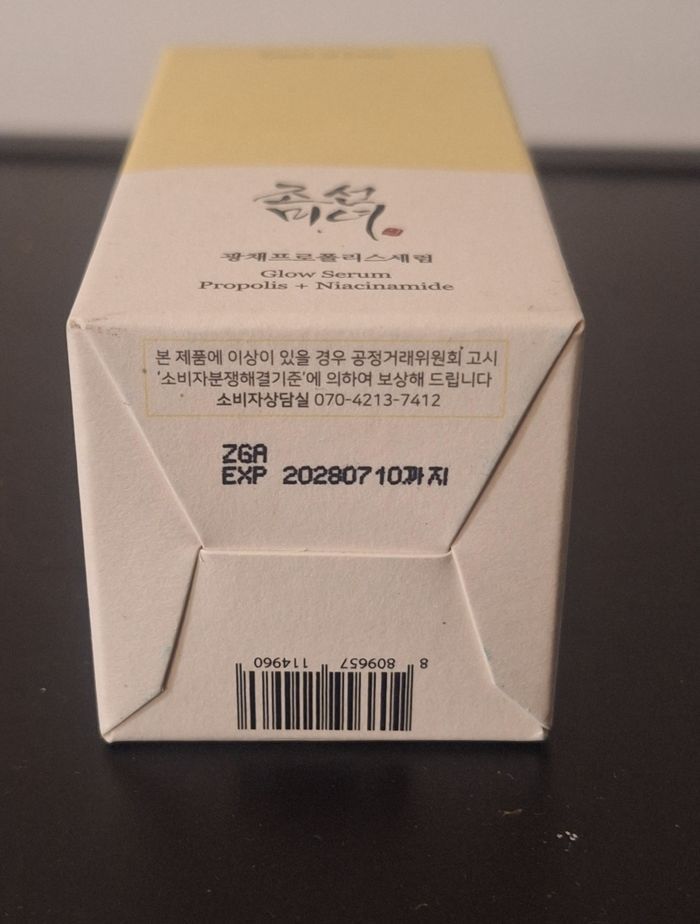 조선
미녀
광채프로폴리스세럼
Glow Serum
Propolis + Niacinamide
본 제품에 이상이 있을 경우 공정거래위원회 고시
'소비자분쟁해결기준'에 의하여 보상해 드립니다
소비자상담실 070-4213-7412
ZGA
EXP 20280710까지
8 809657 114960